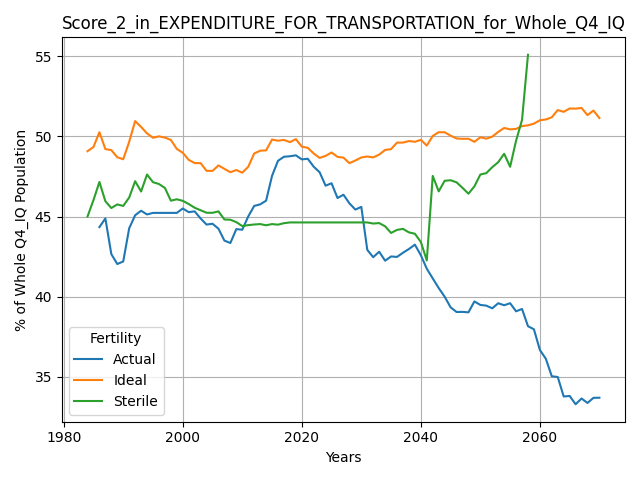 Score_2_in_EXPENDITURE_FOR_TRANSPORTATION_for_Whole_Q4_IQ
% of Whole Q4_IQ Population
55
50
45
40
35
Fertility
Actual
Ideal
Sterile
1980
2000
2020
2040
2060
Years